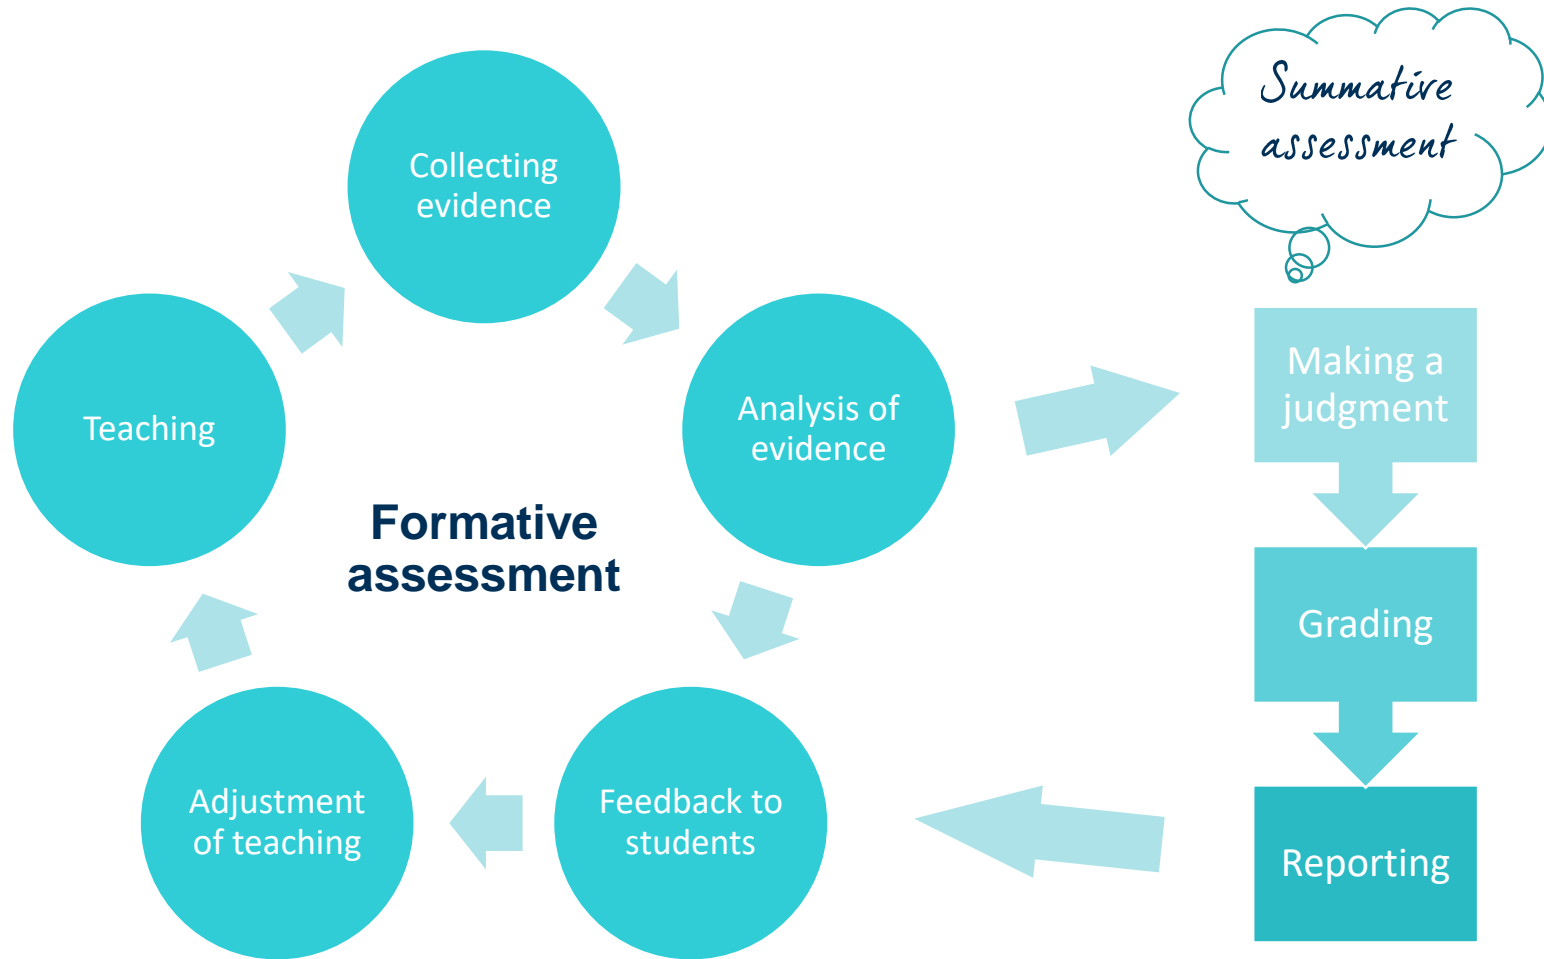 Summative
assessment
Collecting
evidence
Teaching
Analysis of
evidence
Formative
assessment
Feedback to
students
Adjustment
of teaching
Making a
judgment
Grading
Reporting